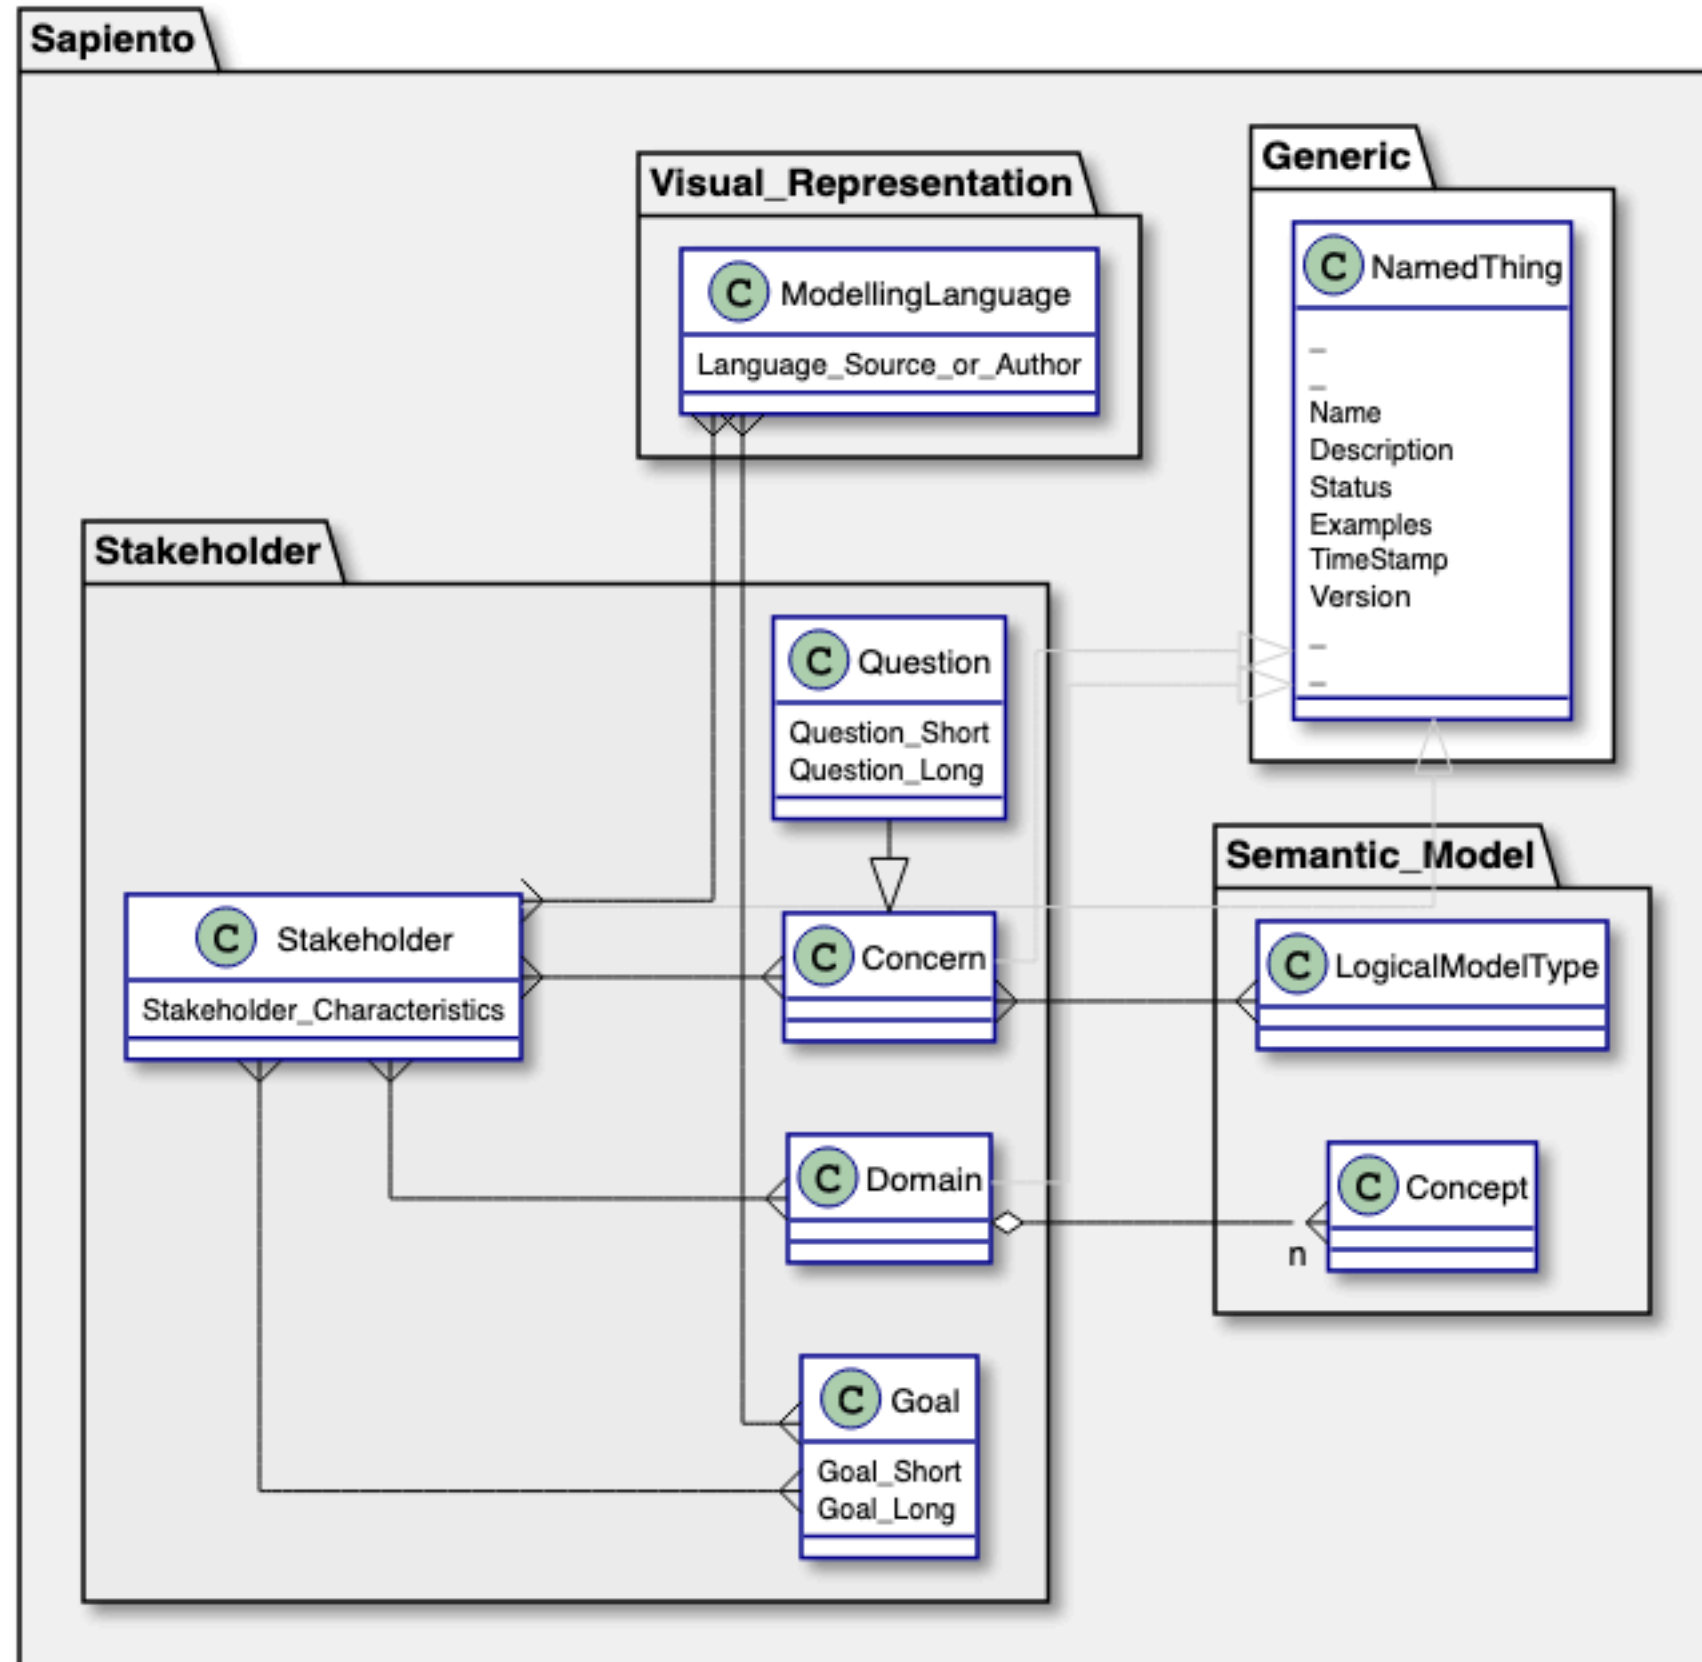 Sapiento
Visual_Representation
C ModellingLanguage
Language_Source_or_Author
Generic
C NamedThing
_
_
Name
Description
Status
Examples
TimeStamp
Version
_
_
Stakeholder
C Question
Question_Short
Question_Long
C Stakeholder
Stakeholder_Characteristics
C Concern
C Domain
C Goal
Goal_Short
Goal_Long
Semantic_Model
C LogicalModelType
C Concept
n